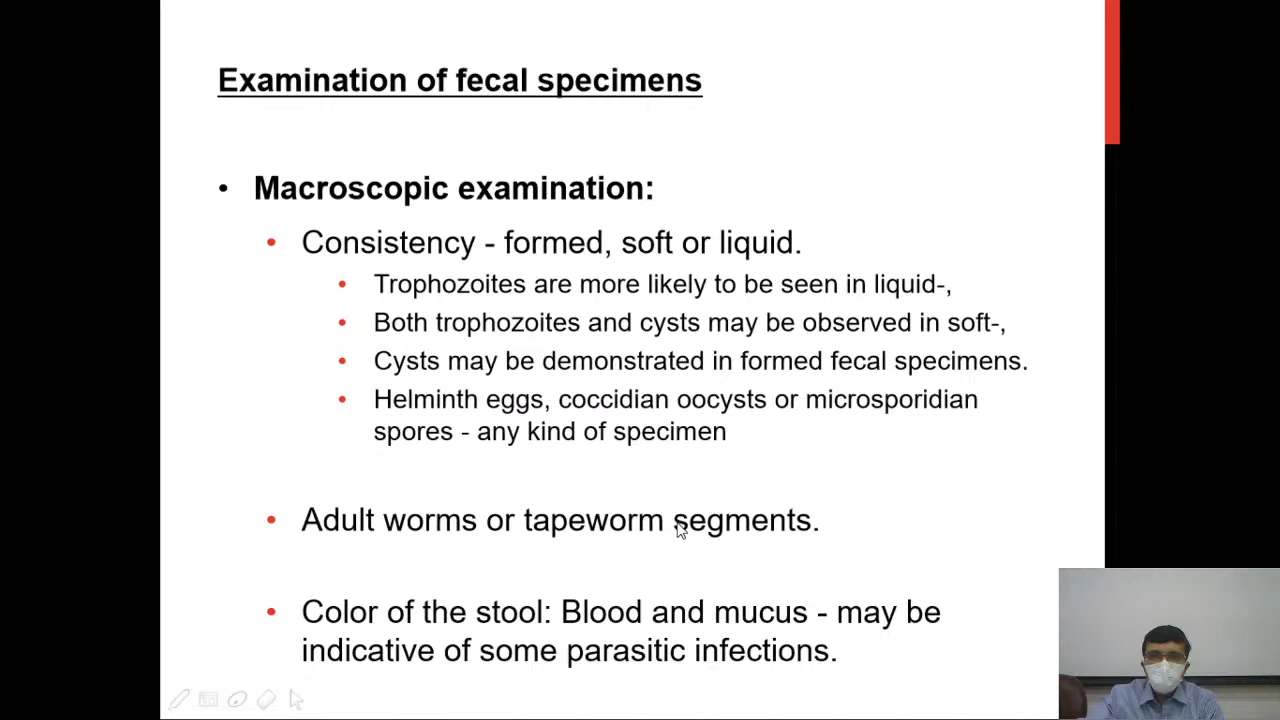 Examination of fecal specimens
• Macroscopic examination:
• Consistency - formed, soft or liquid.
• Trophozoites are more likely to be seen in liquid-,
• Both trophozoites and cysts may be observed in soft-,
• Cysts may be demonstrated in formed fecal specimens.
• Helminth eggs, coccidian oocysts or microsporidian
spores - any kind of specimen
• Adult worms or tapeworm segments.
• Color of the stool: Blood and mucus - may be
indicative of some parasitic infections.